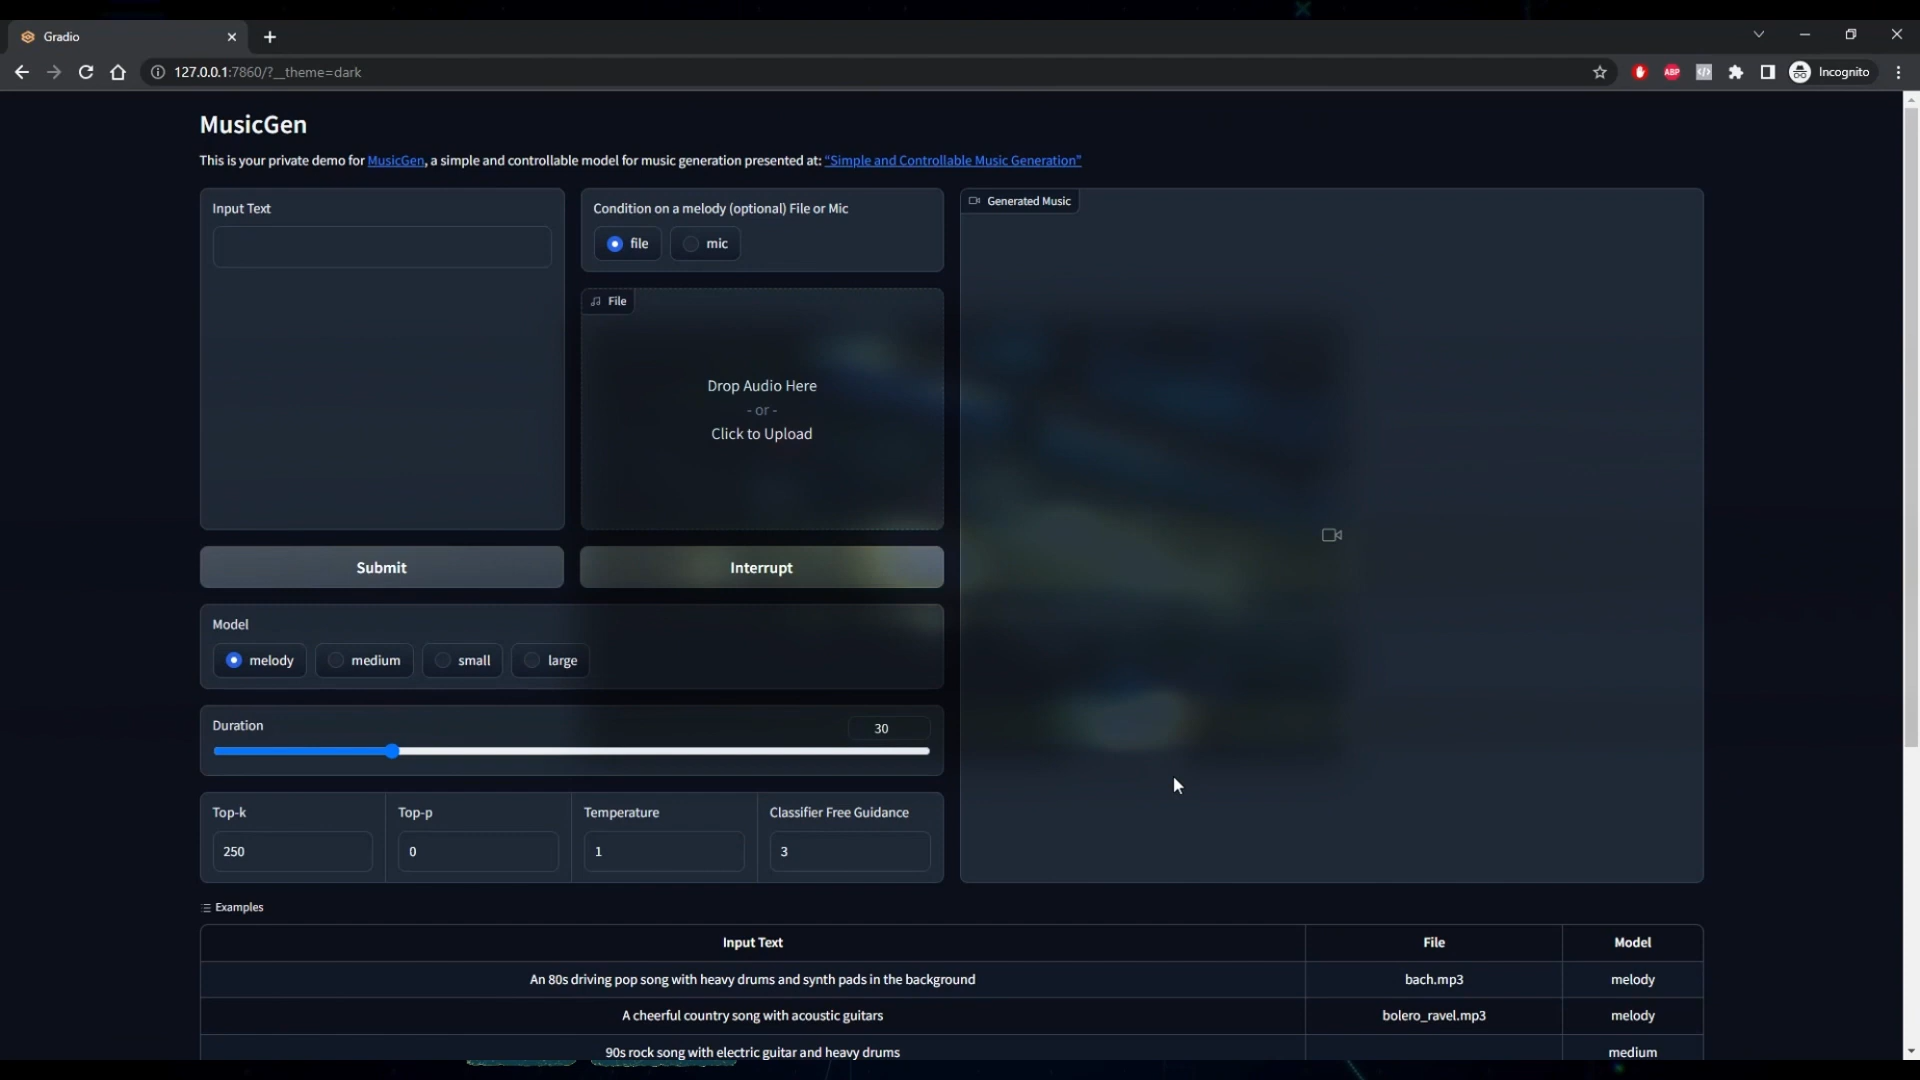 Gradio
127.0.0.1:7860/?__theme=dark
ABP
Incognito
MusicGen
This is your private demo for MusicGen, a simple and controllable model for music generation presented at: "Simple and Controllable Music Generation"
Input Text
Condition on a melody (optional) File or Mic
file
mic
File
Drop Audio Here
- or -
Click to Upload
Generated Music
Submit
Interrupt
Model
melody
medium
small
large
Duration
30
Top-k
Top-p
Temperature
Classifier Free Guidance
250
0
1
3
Examples
Input Text
File
Model
An 80s driving pop song with heavy drums and synth pads in the background
bach.mp3
melody
A cheerful country song with acoustic guitars
bolero_ravel.mp3
melody
90s rock song with electric guitar and heavy drums
medium